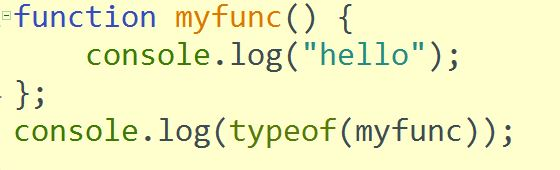 function myfunc() {
    console.log("hello");
};
console.log(typeof(myfunc));